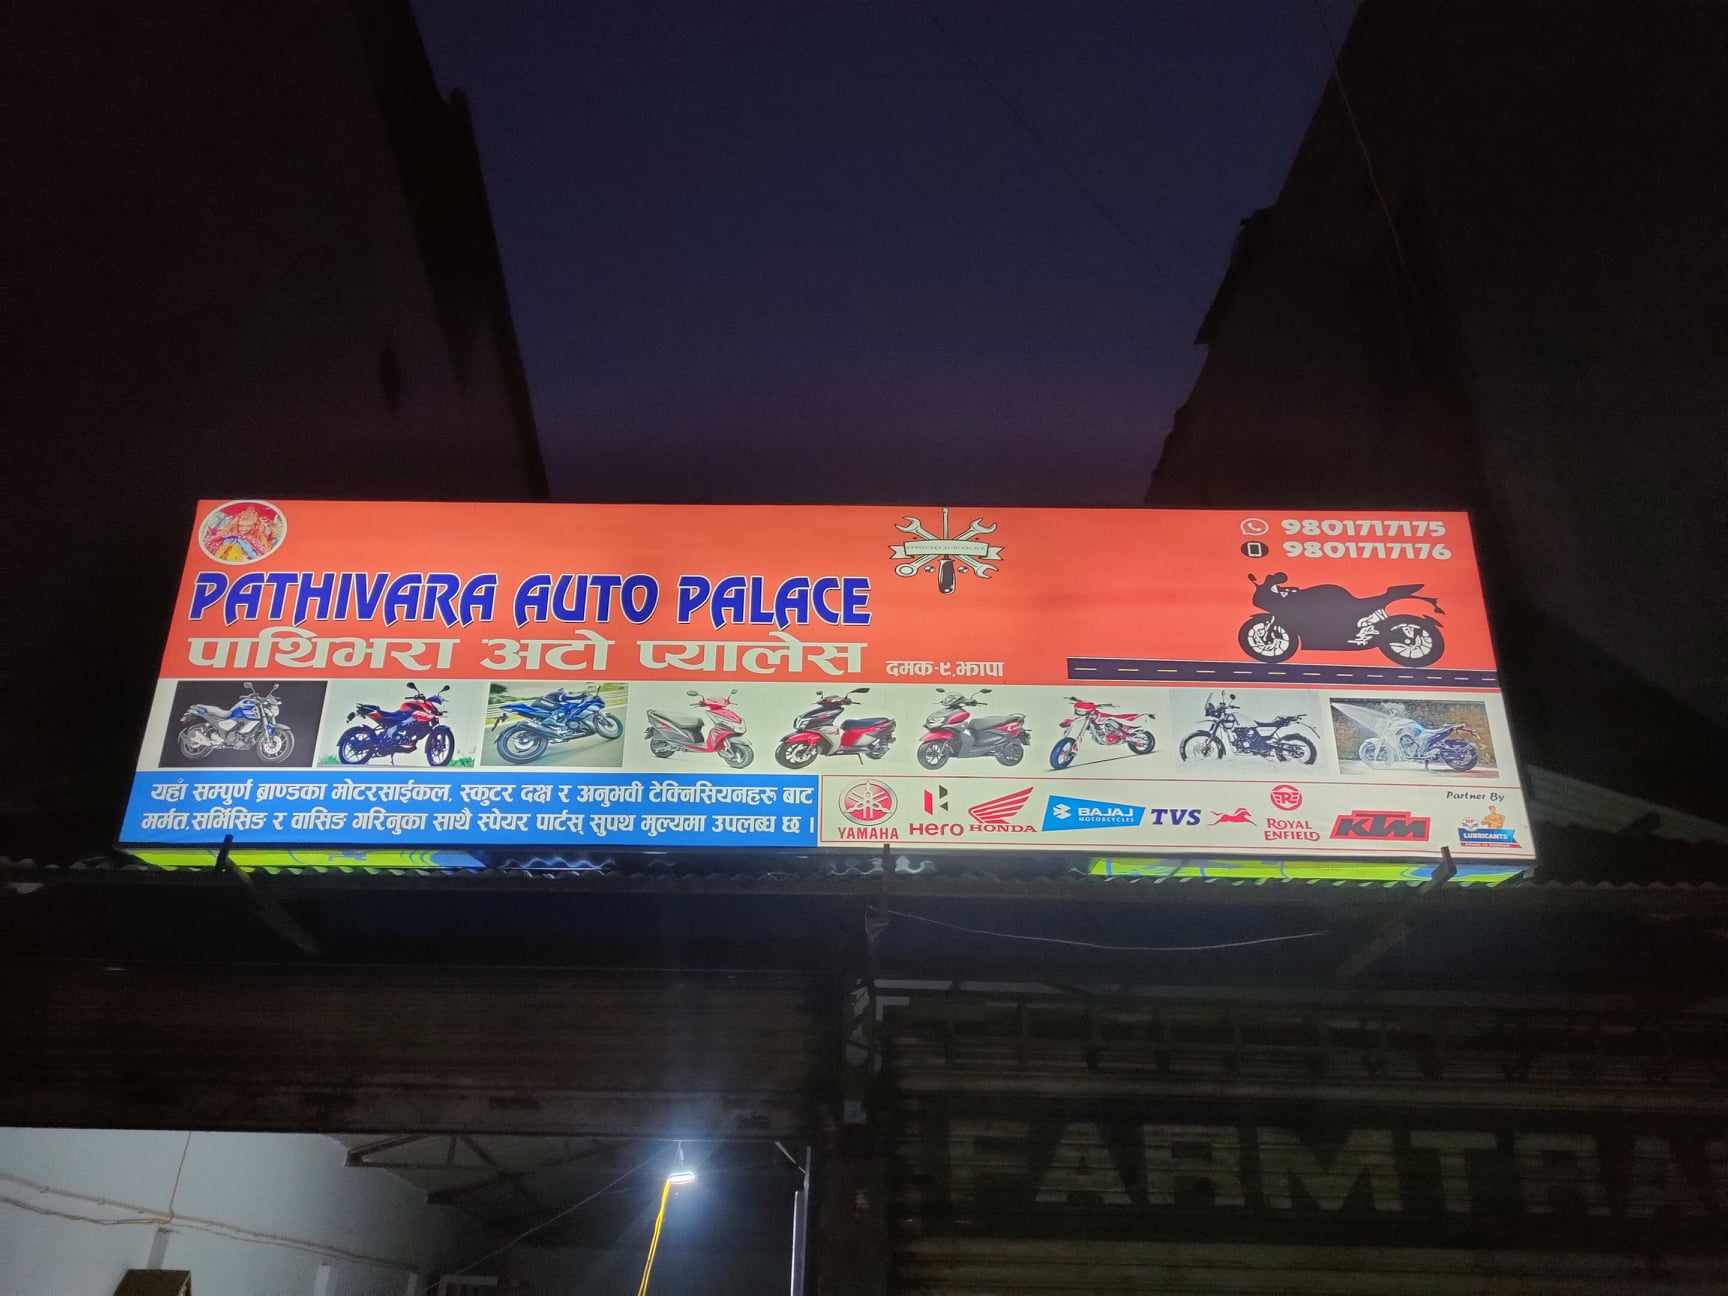 9801717175
9801717176
PATHIVARA AUTO PALACE
पाथिभरा अटो प्यालेस
दमक-९,झापा
यहाँ सम्पुर्ण ब्राण्डका मोटरसाईकल, स्कुटर दक्ष र अनुभवी टेक्निसियनहरु बाट
मर्मत,सर्भिसिङ र वासिङ गरिनुका साथै स्पेयर पार्टस् सुपथ मुल्यमा उपलब्ध छ ।
YAMAHA
Hero
HONDA
BAJAJ
MOTORCYCLES
TVS
ROYAL
ENFIELD
KTM
Partner By
LUBRICANTS
FARMTRA